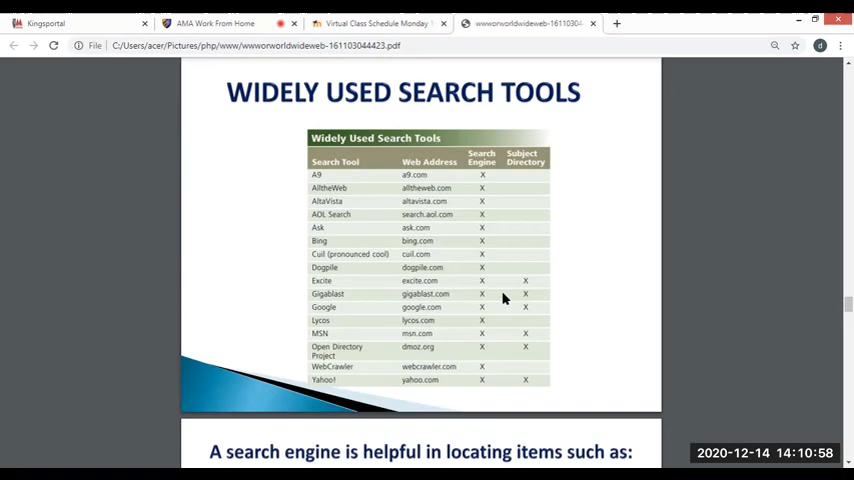 Kingsportal
AMA Work From Home
Virtual Class Schedule Monday
wwworworldwideweb-1611030
File C:/Users/acer/Pictures/php/www/wwworworldwideweb-161103044423.pdf
d
WIDELY USED SEARCH TOOLS
Widely Used Search Tools
Search Tool Web Address Search Engine Subject Directory
A9 a9.com X
AlltheWeb alltheweb.com X
AltaVista altavista.com X
AOL Search search.aol.com X
Ask ask.com X
Bing bing.com X
Cuil (pronounced cool) cuil.com X
Dogpile dogpile.com X
Excite excite.com X X
Gigablast gigablast.com X X
Google google.com X X
Lycos lycos.com X
MSN msn.com X X
Open Directory Project dmoz.org X X
WebCrawler webcrawler.com X
Yahoo! yahoo.com X X
A search engine is helpful in locating items such as:
2020-12-14 14:10:58